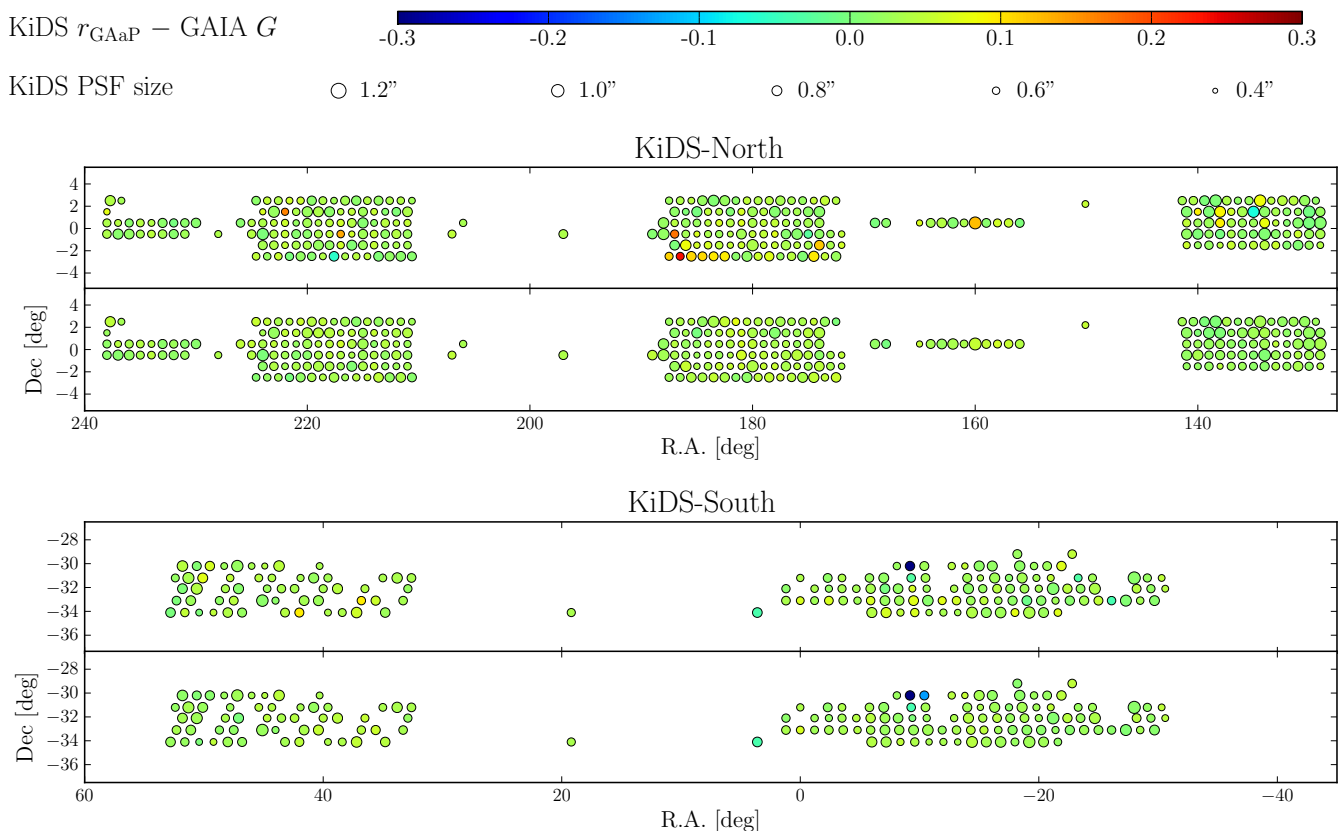 KiDS r_GAaP − GAIA G
-0.3 -0.2 -0.1 0.0 0.1 0.2 0.3
KiDS PSF size 1.2” 1.0” 0.8” 0.6” 0.4”
KiDS-North
4
2
0
−2
−4
4
2
0
−2
−4
Dec [deg]
240 220 200 180 160 140
R.A. [deg]
KiDS-South
−28
−30
−32
−34
−36
−28
−30
−32
−34
−36
Dec [deg]
60 40 20 0 −20 −40
R.A. [deg]